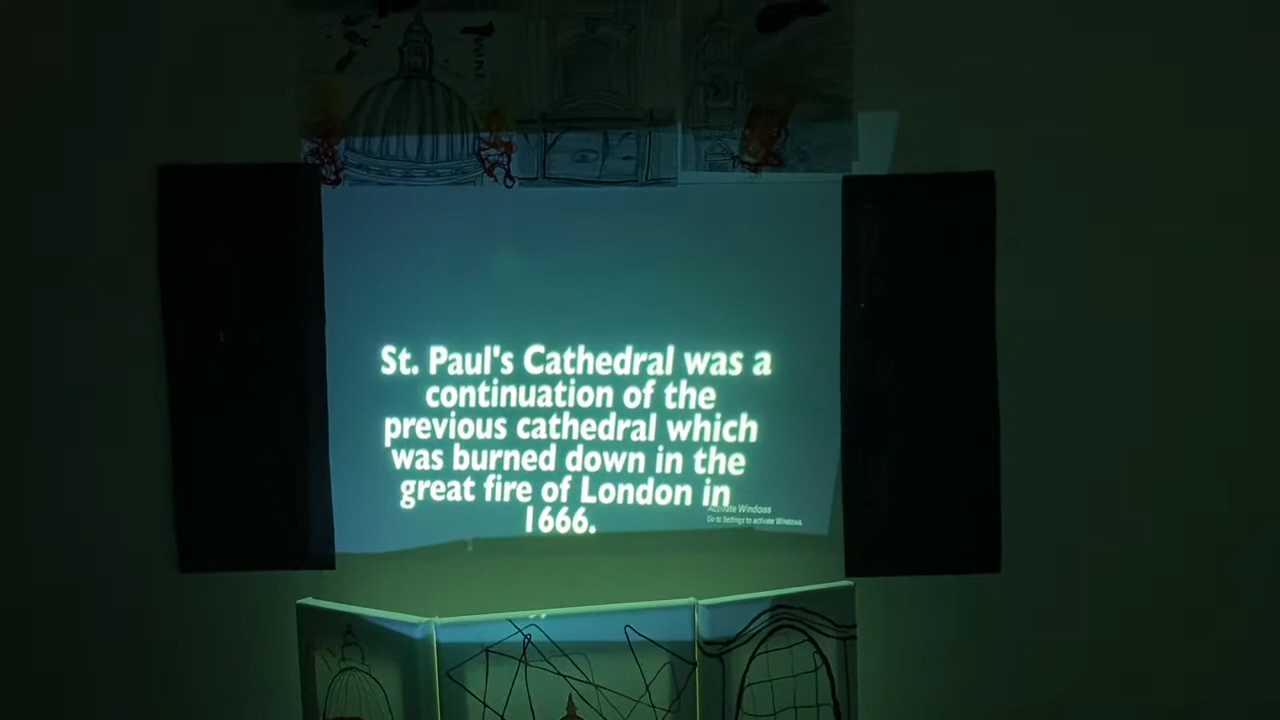 St. Paul's Cathedral was a
continuation of the
previous cathedral which
was burned down in the
great fire of London in
1666.
Activate Windows
Go to Settings to activate Windows.